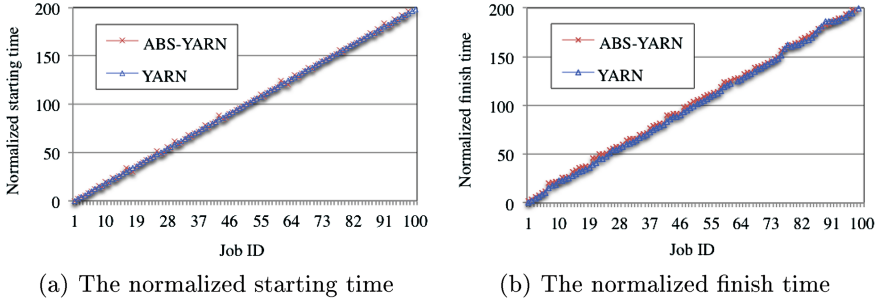 Normalized starting time
200
150
100
50
0
ABS-YARN
YARN
1 10 19 28 37 46 55 64 73 82 91 100
Job ID
(a) The normalized starting time
Normalized finish time
200
150
100
50
0
ABS-YARN
YARN
1 10 19 28 37 46 55 64 73 82 91 100
Job ID
(b) The normalized finish time